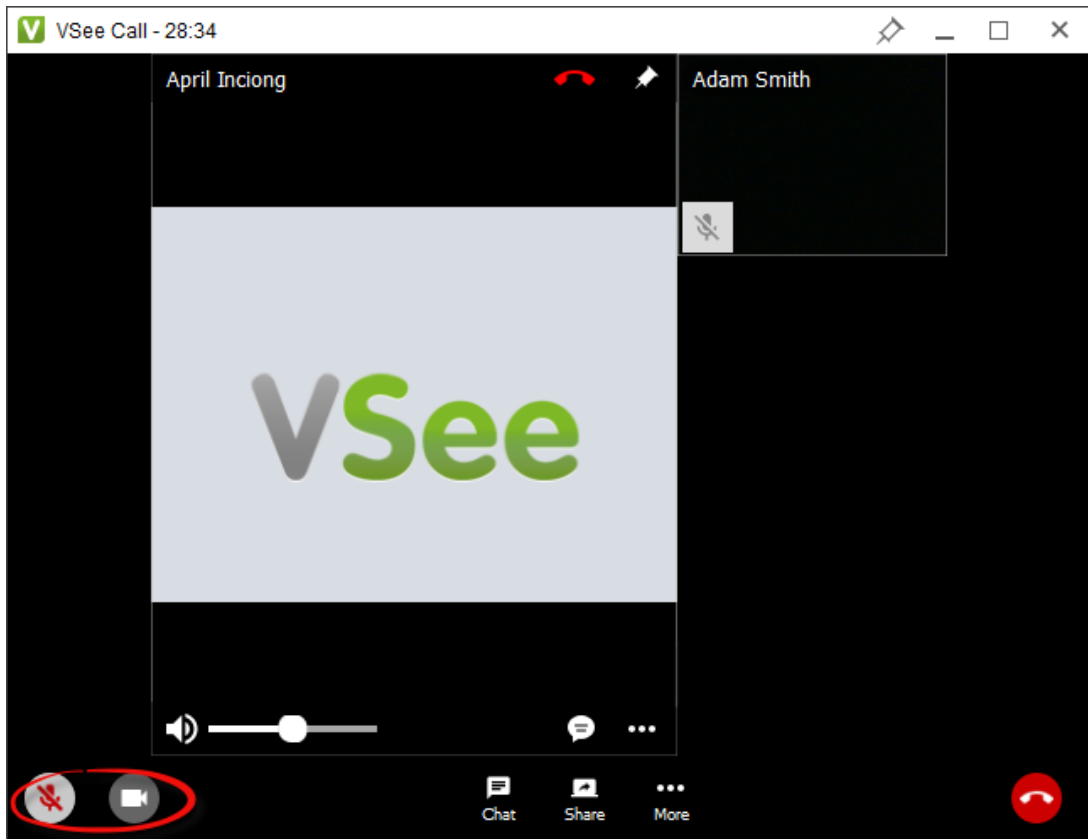 VSee Call - 28:34
April Inciong
Adam Smith
VSee
Chat
Share
More